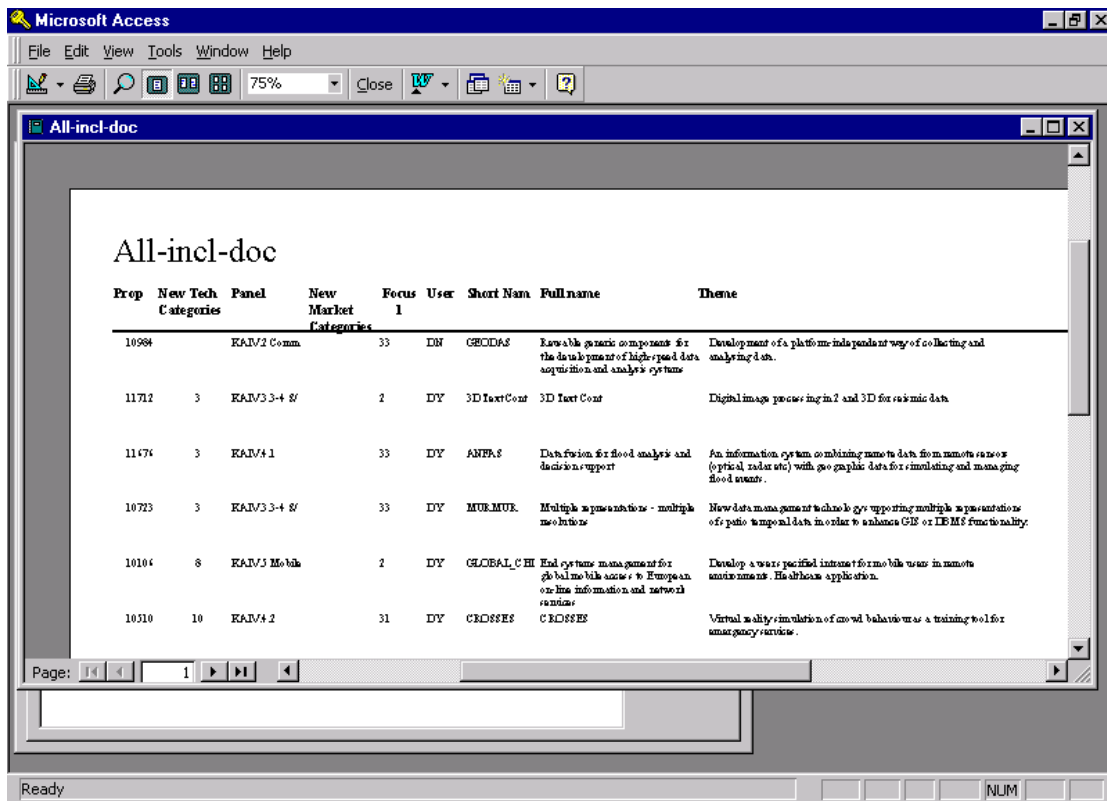 Microsoft Access
File Edit View Tools Window Help
75% Close
All-incl-doc
All-incl-doc
Prop New Tech Categories Panel New Market Categories Focus 1 User Short Nam Full name Theme
10984 KAIV.2 Comm 33 DN GEODAS Reusable generic components for Development of a platform-independent way of collecting and
the development of high-speed data analysing data.
acquisition and analysis systems
11712 3 KAIV3.3-4 8/ 2 DY 3D TextCont 3D Text Cont Digital image processing in 2 and 3D for seismic data
11676 3 KAIV.4.1 33 DY ANFAS Data fusion for flood analysis and An information system combining remote data from remote sensors
decision support (optical, radar etc) with geographic data for simulating and managing
flood events.
10723 3 KAIV3.3-4 8/ 33 DY MURMUR Multiple representations - multiple New data management technology supporting multiple representations
resolutions of spatio temporal data in order to enhance GIS or DBMS functionality.
10106 8 KAIV.5 Mobile 2 DY GLOBAL_CHI End systems management for Develop a user specified intranet for mobile users in remote
global mobile access to European environments. Healthcare application.
on-line information and network
services
10510 10 KAIV.4.2 31 DY CROSSES CROSSES Virtual reality simulation of crowd behaviour as a training tool for
emergency services.
Page: 1
Ready NUM